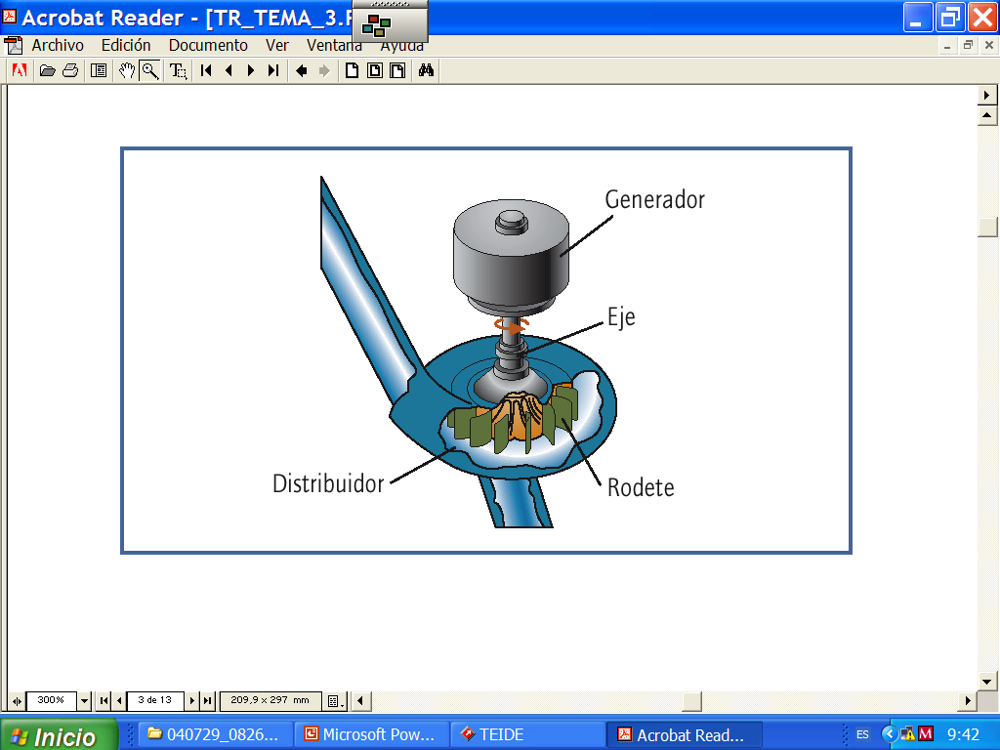 Acrobat Reader - [TR_TEMA_3.
Archivo Edición Documento Ver Ventana Ayuda
Generador
Eje
Distribuidor
Rodete
300% 3 de 13 209,9 x 297 mm
Inicio 040729_0826... Microsoft Pow... TEIDE Acrobat Read... ES 9:42